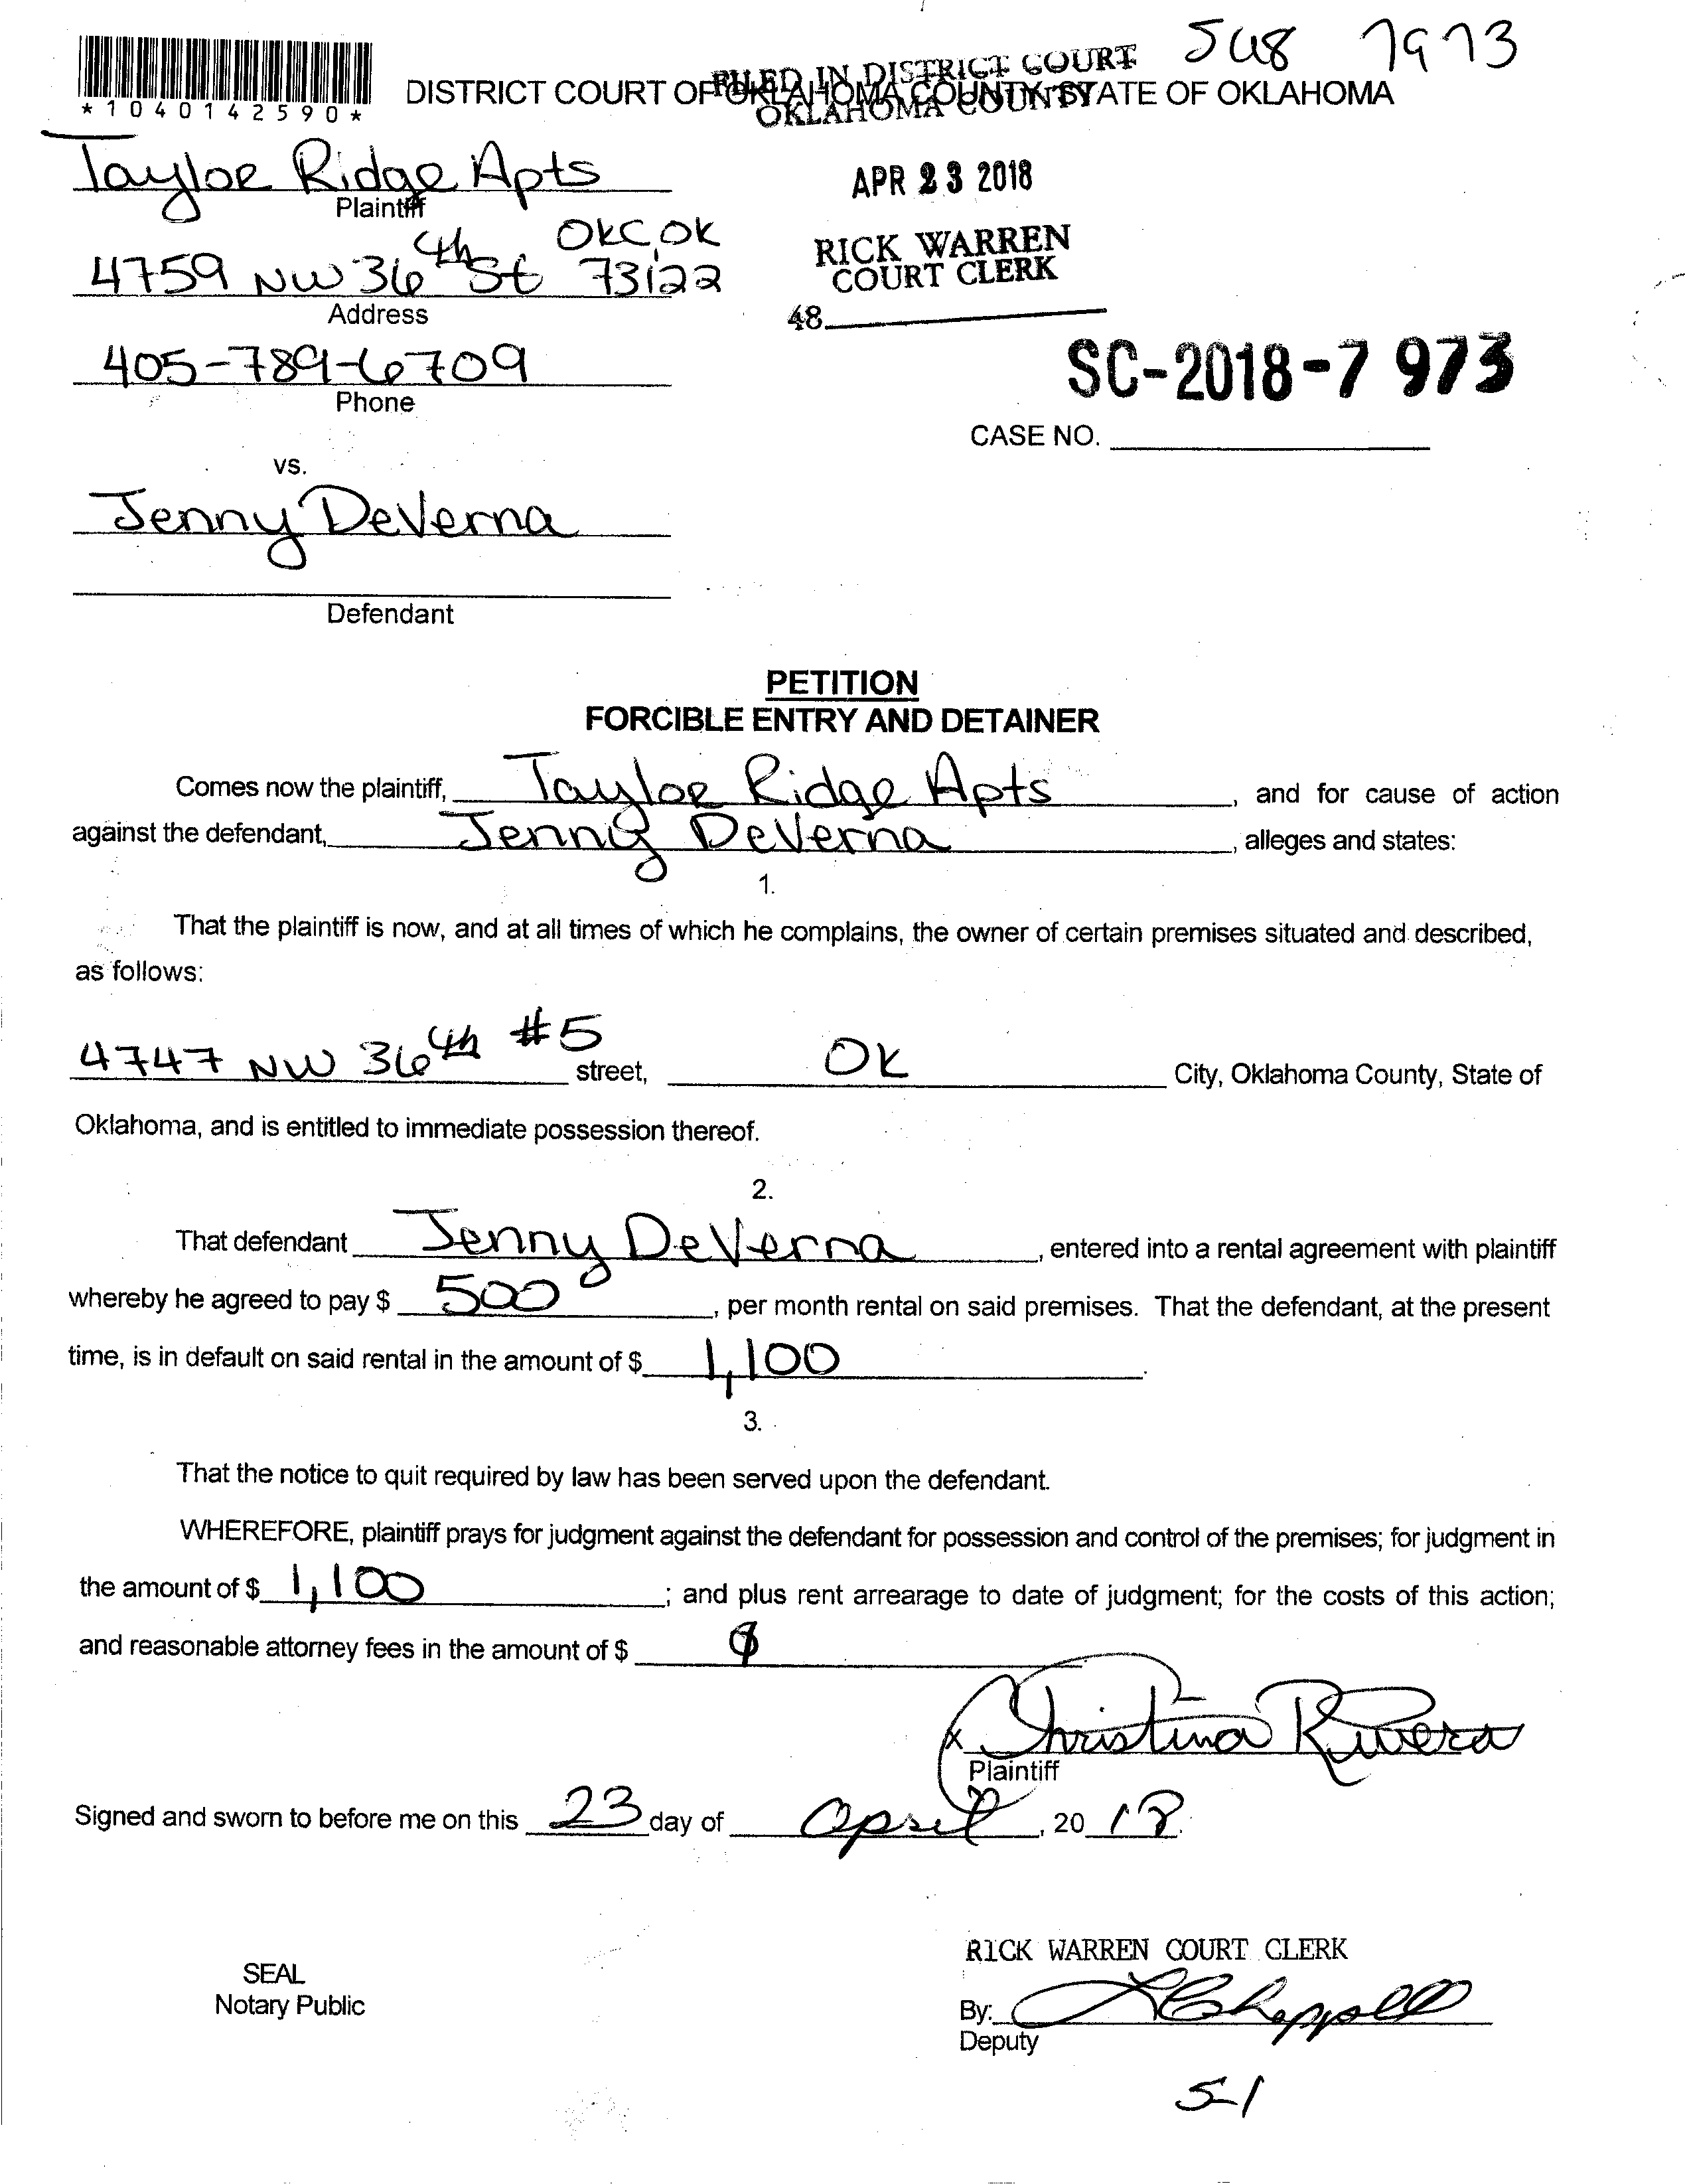 5U8 7973
*1040142590*
DISTRICT COURT OF OKLAHOMA COUNTY, STATE OF OKLAHOMA
FILED IN DISTRICT COURT
OKLAHOMA COUNTY
Taylor Ridge Apts
Plaintiff
APR 23 2018
OKC, OK
4759 NW 36th St 73122
Address
RICK WARREN
COURT CLERK
48
405-789-6709
Phone
SC-2018-7 973
CASE NO.
vs.
Jenny DeVerna
Defendant
PETITION
FORCIBLE ENTRY AND DETAINER
Comes now the plaintiff, Taylor Ridge Apts, and for cause of action
against the defendant, Jenny DeVerna, alleges and states:
1.
That the plaintiff is now, and at all times of which he complains, the owner of certain premises situated and described,
as follows:
4747 NW 36th #5 street, OK City, Oklahoma County, State of
Oklahoma, and is entitled to immediate possession thereof.
2.
That defendant Jenny DeVerna, entered into a rental agreement with plaintiff
whereby he agreed to pay $ 500, per month rental on said premises. That the defendant, at the present
time, is in default on said rental in the amount of $ 1,100.
3.
That the notice to quit required by law has been served upon the defendant.
WHEREFORE, plaintiff prays for judgment against the defendant for possession and control of the premises; for judgment in
the amount of $ 1,100; and plus rent arrearage to date of judgment; for the costs of this action;
and reasonable attorney fees in the amount of $
x Christina Rivera
Plaintiff
Signed and sworn to before me on this 23 day of April, 2018.
RICK WARREN COURT CLERK
SEAL
Notary Public
By:
Deputy
5-1